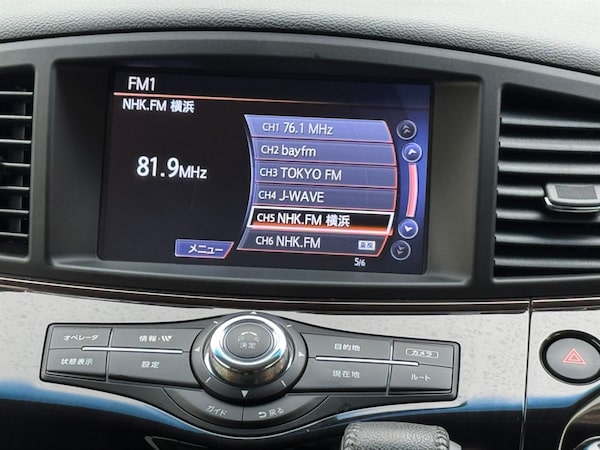 FM1
NHK.FM 横浜
81.9MHz
CH1 76.1 MHz
CH2 bayfm
CH3 TOKYO FM
CH4 J-WAVE
CH5 NHK.FM 横浜
CH6 NHK.FM 重複
5/6
メニュー
オペレータ
情報・VV
状態表示
設定
決定
目的地
カメラ
現在地
ルート
ガイド
戻る